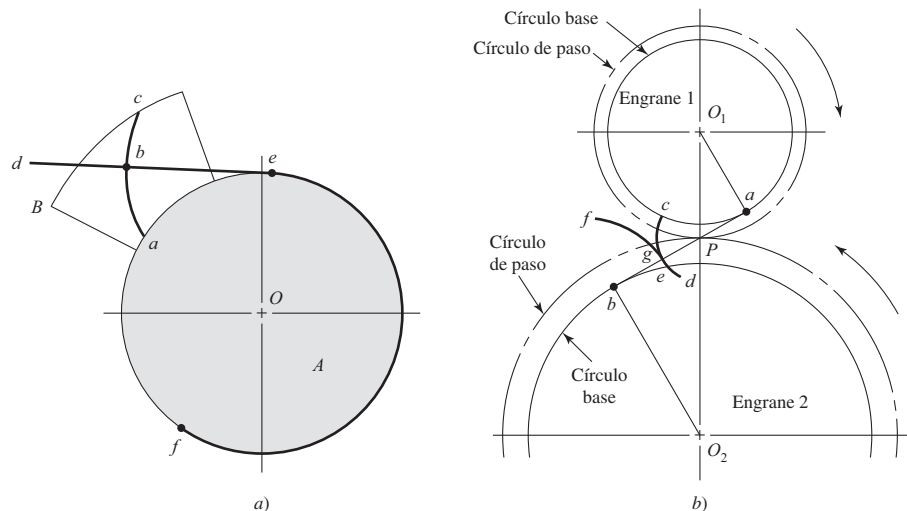 c
d
b
e
B
a
O
A
f
a)
Círculo base
Círculo de paso
Engrane 1
O1
a
c
f
P
g
Círculo
de paso
e
d
b
Círculo
base
Engrane 2
O2
b)